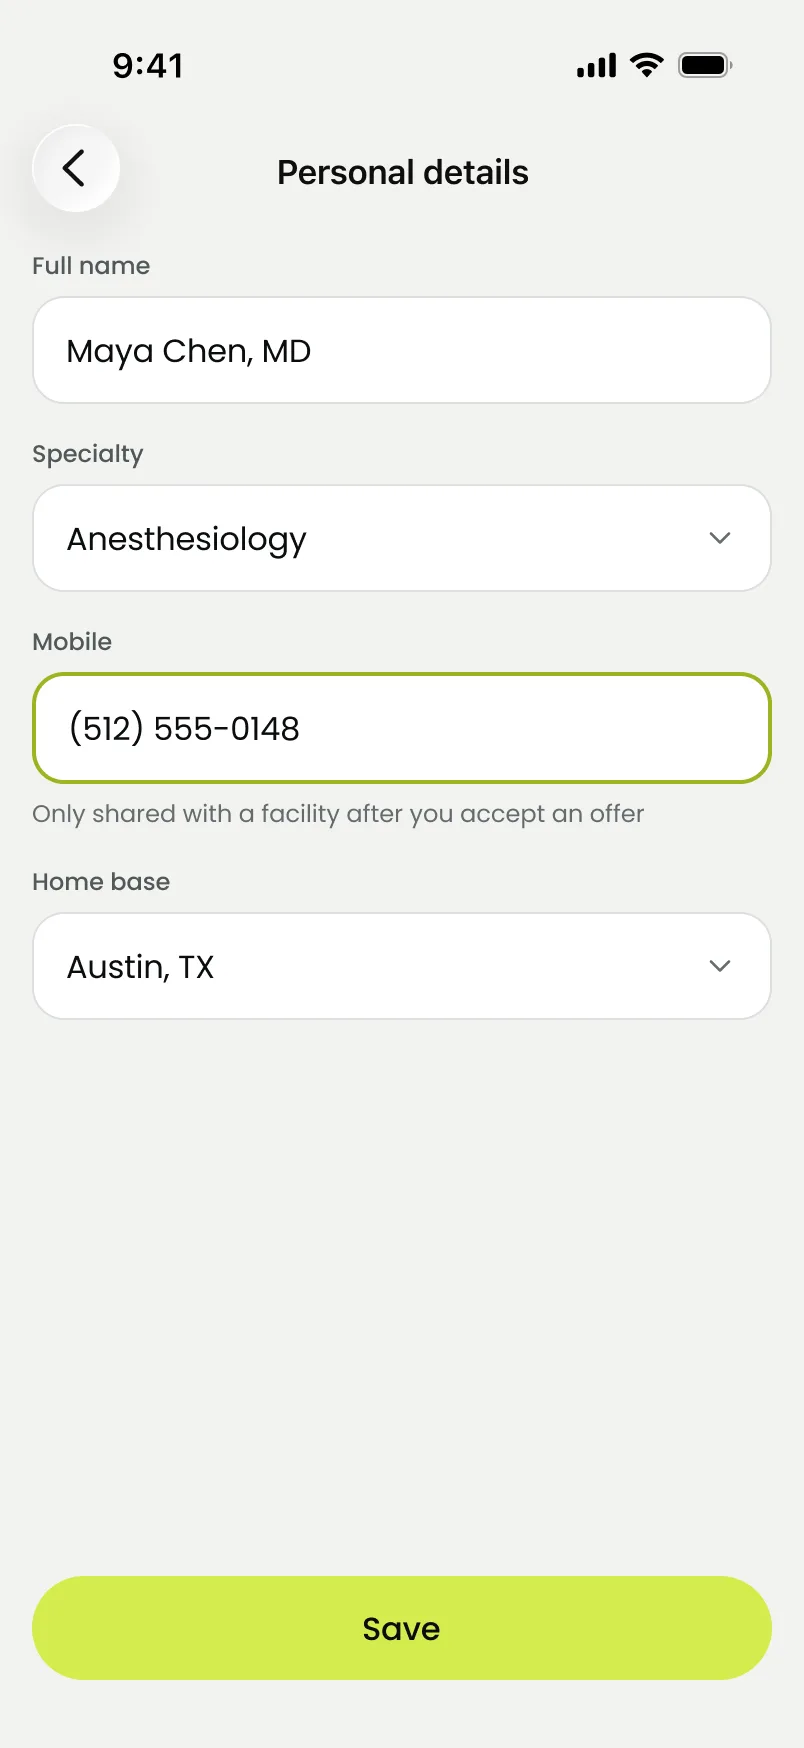 9:41
Personal details
Full name
Maya Chen, MD
Specialty
Anesthesiology
Mobile
(512) 555-0148
Only shared with a facility after you accept an offer
Home base
Austin, TX
Save